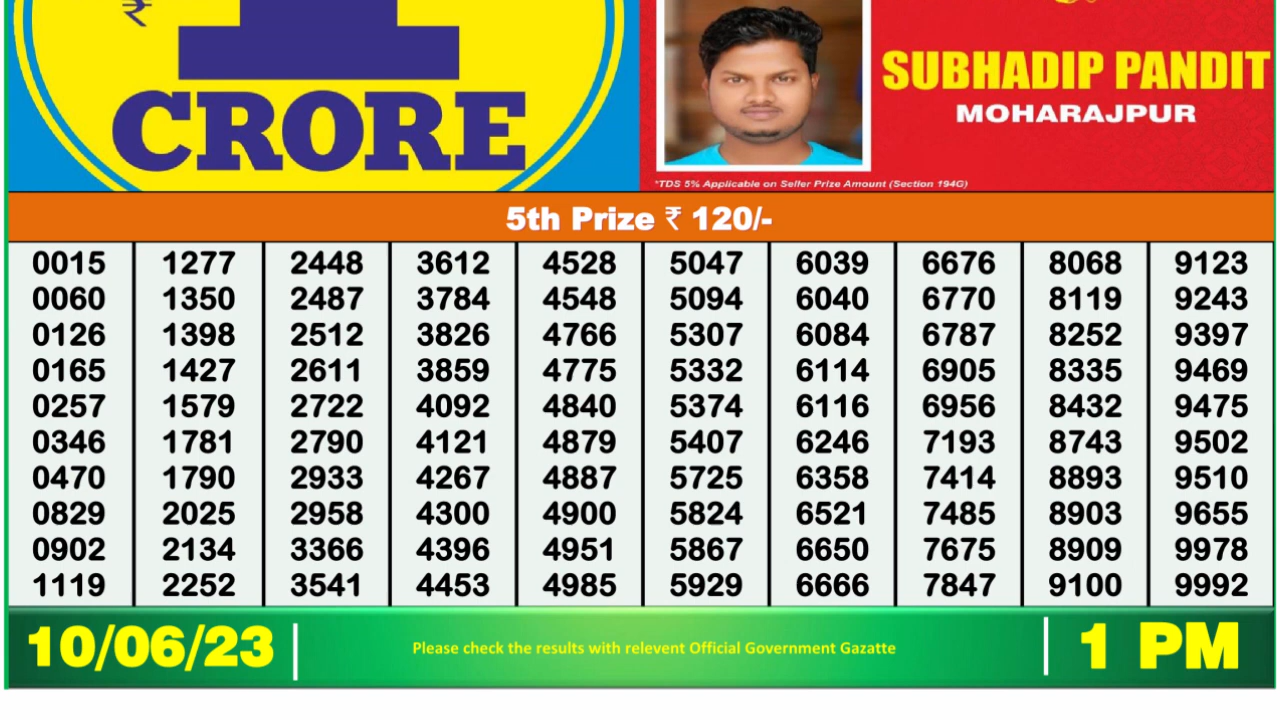 ₹
1
CRORE
SUBHADIP PANDIT
MOHARAJPUR
*TDS 5% Applicable on Seller Prize Amount (Section 194G)
5th Prize ₹ 120/-
0015 1277 2448 3612 4528 5047 6039 6676 8068 9123
0060 1350 2487 3784 4548 5094 6040 6770 8119 9243
0126 1398 2512 3826 4766 5307 6084 6787 8252 9397
0165 1427 2611 3859 4775 5332 6114 6905 8335 9469
0257 1579 2722 4092 4840 5374 6116 6956 8432 9475
0346 1781 2790 4121 4879 5407 6246 7193 8743 9502
0470 1790 2933 4267 4887 5725 6358 7414 8893 9510
0829 2025 2958 4300 4900 5824 6521 7485 8903 9655
0902 2134 3366 4396 4951 5867 6650 7675 8909 9978
1119 2252 3541 4453 4985 5929 6666 7847 9100 9992
10/06/23
Please check the results with relevent Official Government Gazatte
1 PM